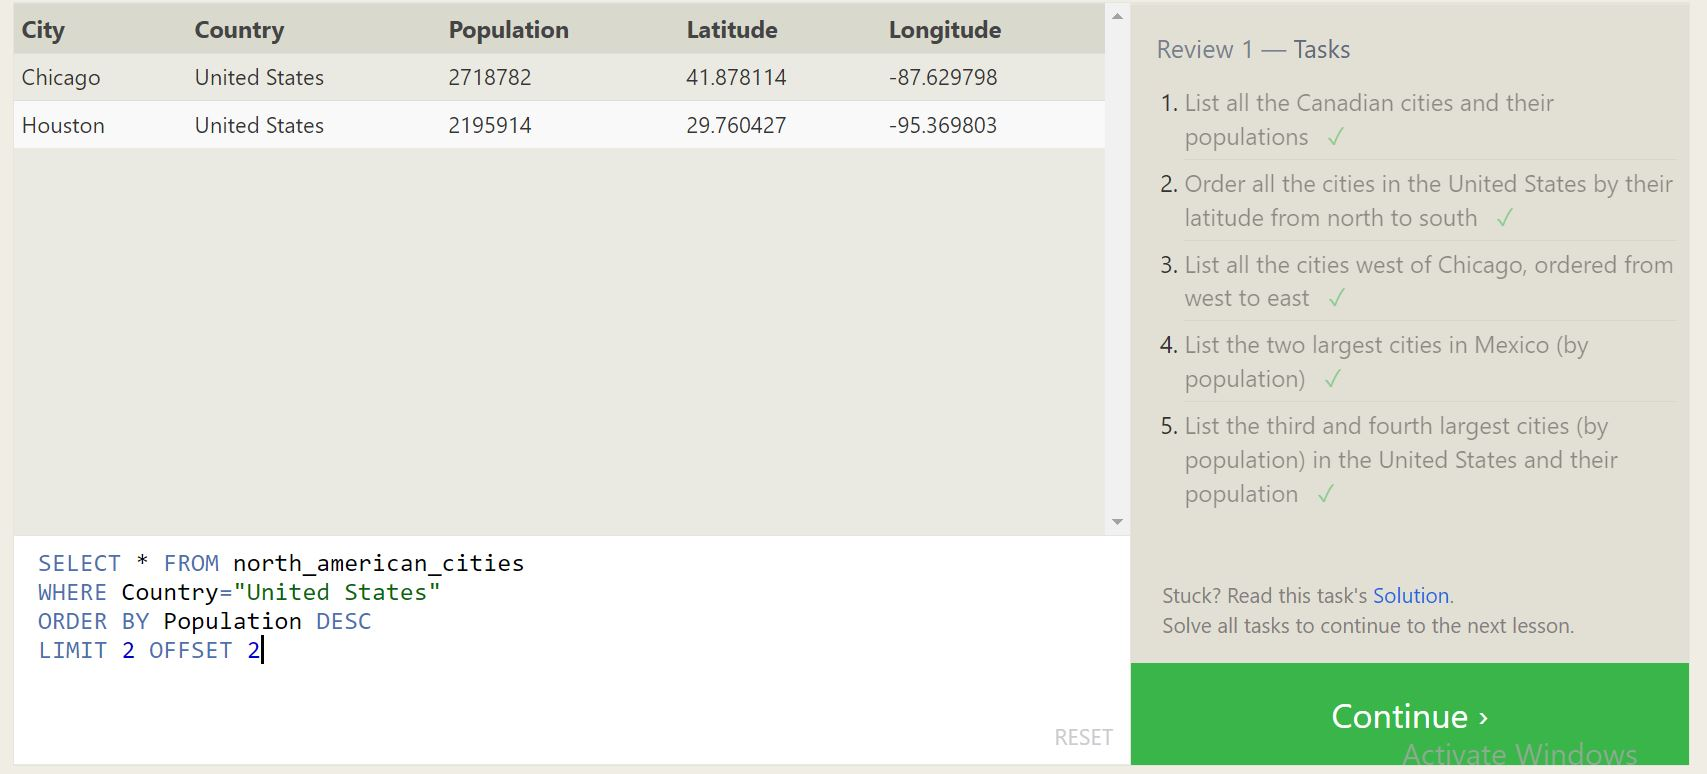 City Country Population Latitude Longitude
Chicago United States 2718782 41.878114 -87.629798
Houston United States 2195914 29.760427 -95.369803
SELECT * FROM north_american_cities
WHERE Country="United States"
ORDER BY Population DESC
LIMIT 2 OFFSET 2
RESET
Review 1 — Tasks
1. List all the Canadian cities and their
populations ✓
2. Order all the cities in the United States by their
latitude from north to south ✓
3. List all the cities west of Chicago, ordered from
west to east ✓
4. List the two largest cities in Mexico (by
population) ✓
5. List the third and fourth largest cities (by
population) in the United States and their
population ✓
Stuck? Read this task's Solution.
Solve all tasks to continue to the next lesson.
Continue ›
Activate Windows